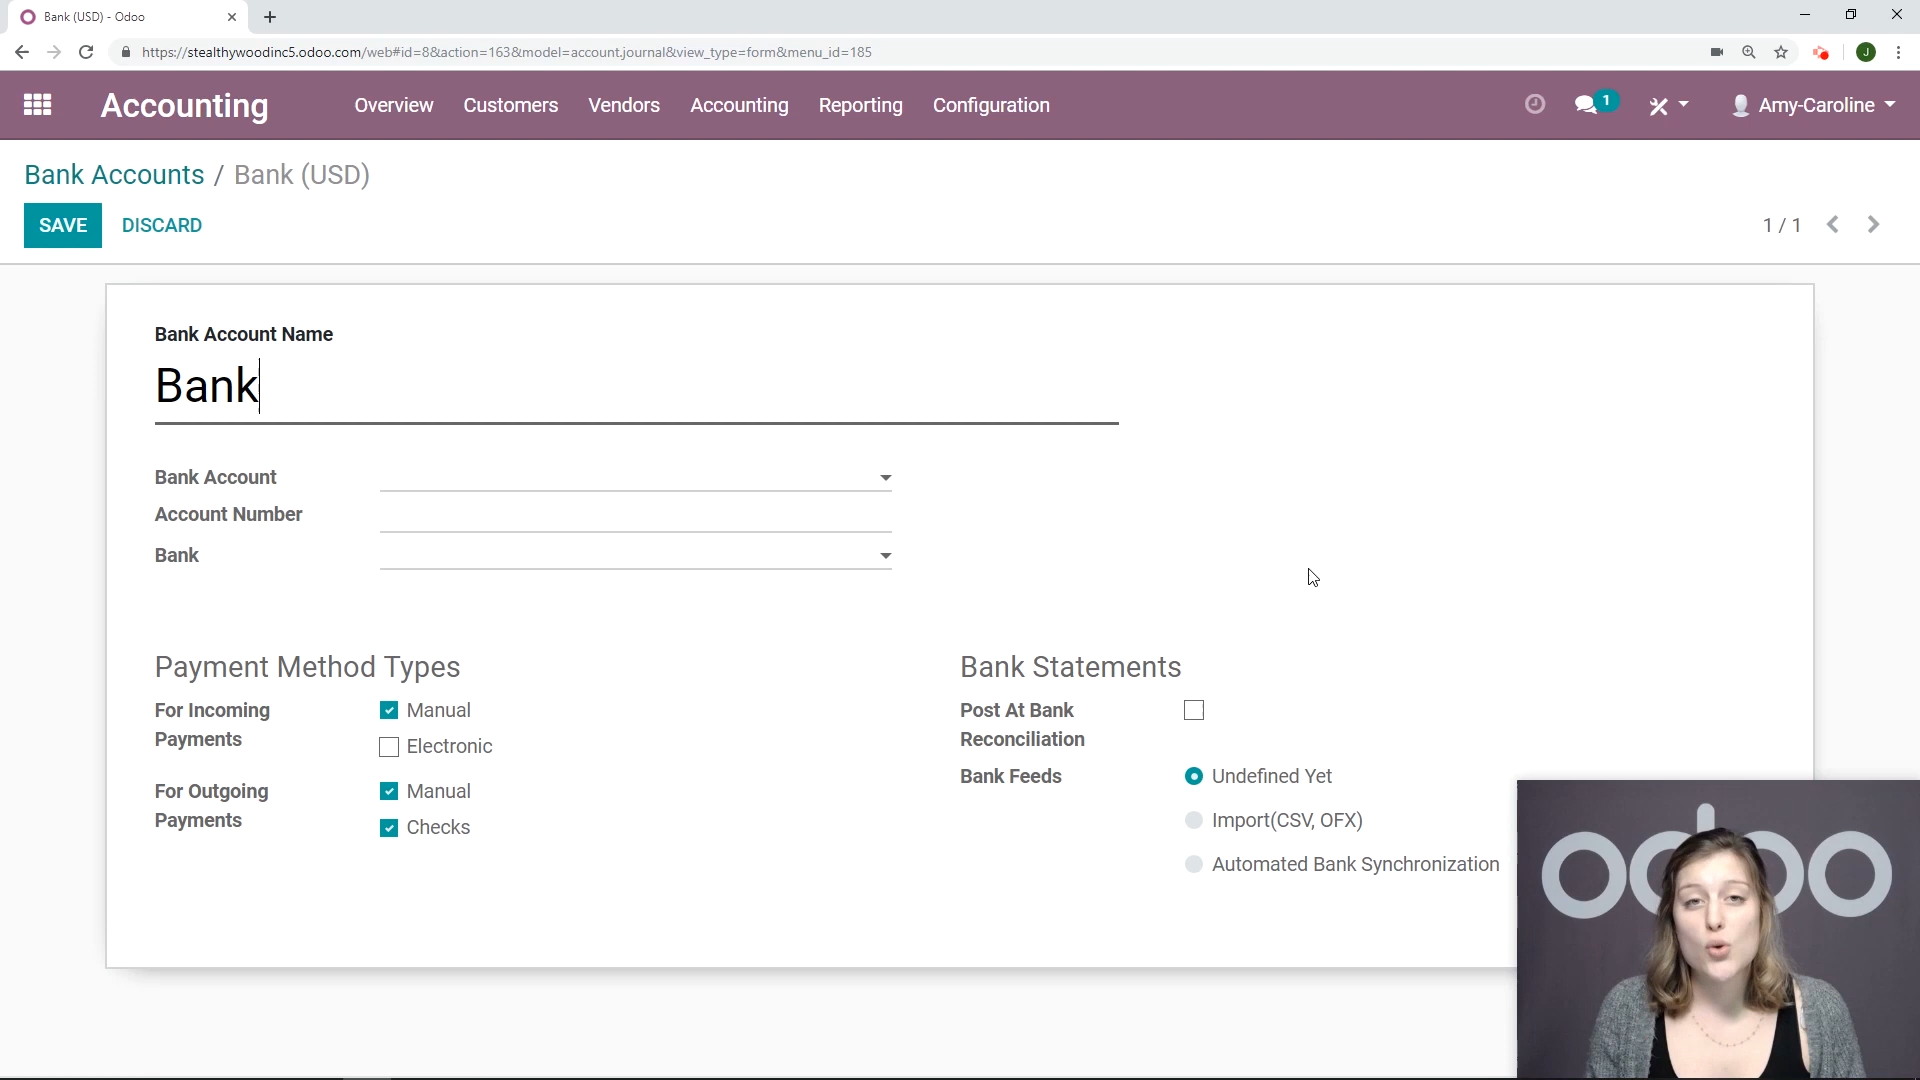 Bank (USD) - Odoo
https://stealthywoodinc5.odoo.com/web#id=8&action=163&model=account.journal&view_type=form&menu_id=185
J
Accounting
Overview Customers Vendors Accounting Reporting Configuration
1
Amy-Caroline
Bank Accounts / Bank (USD)
SAVE DISCARD
1 / 1
Bank Account Name
Bank
Bank Account
Account Number
Bank
Payment Method Types
For Incoming Payments
Manual
Electronic
For Outgoing Payments
Manual
Checks
Bank Statements
Post At Bank Reconciliation
Bank Feeds
Undefined Yet
Import(CSV, OFX)
Automated Bank Synchronization
odoo